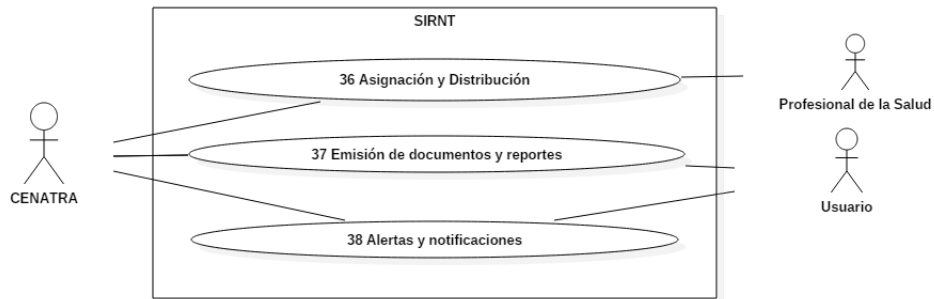 SIRNT
36 Asignación y Distribución
Profesional de la Salud
37 Emisión de documentos y reportes
CENATRA
Usuario
38 Alertas y notificaciones